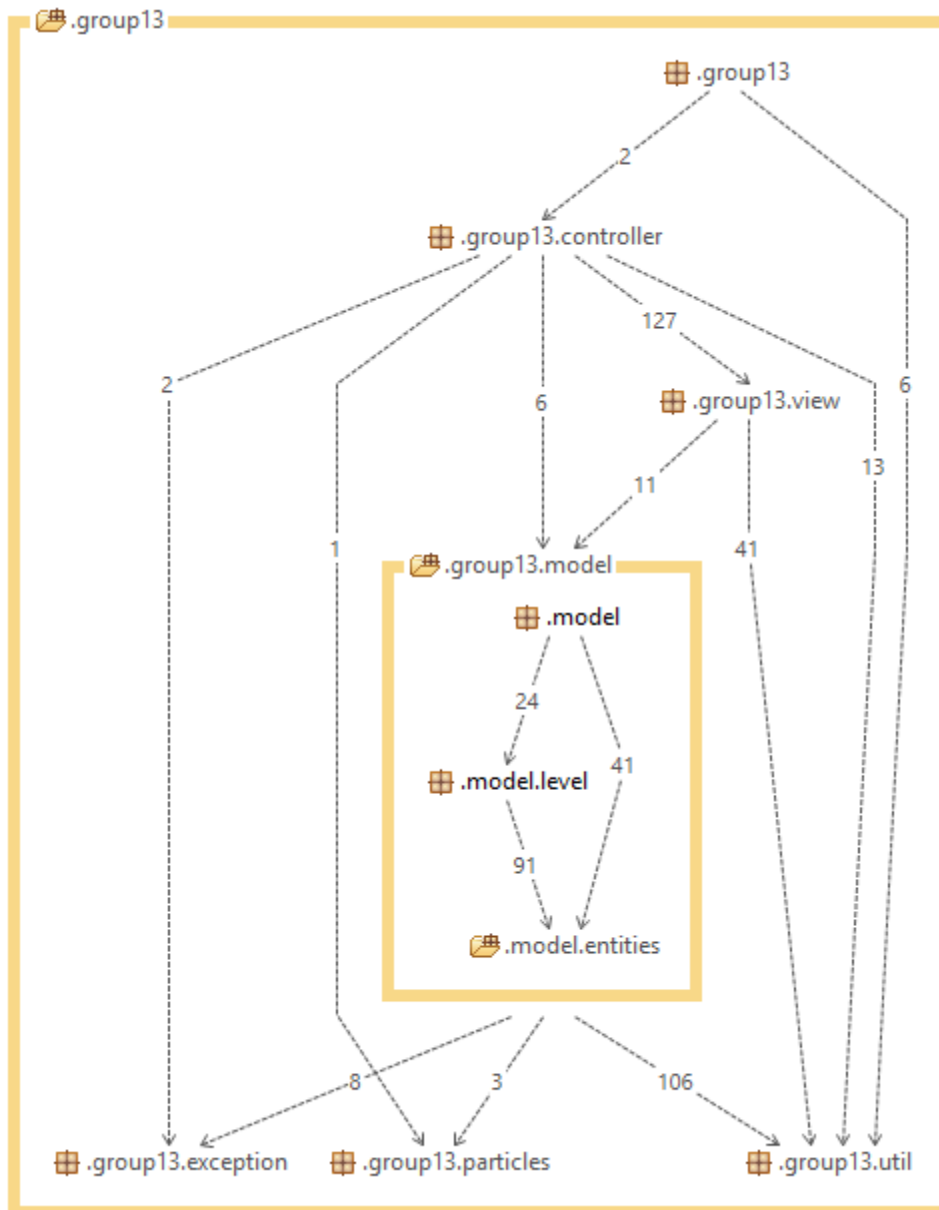 .group13
.group13
2
.group13.controller
127
2
6
.group13.view
6
13
11
1
41
.group13.model
.model
24
41
.model.level
91
.model.entities
8
3
106
.group13.exception
.group13.particles
.group13.util